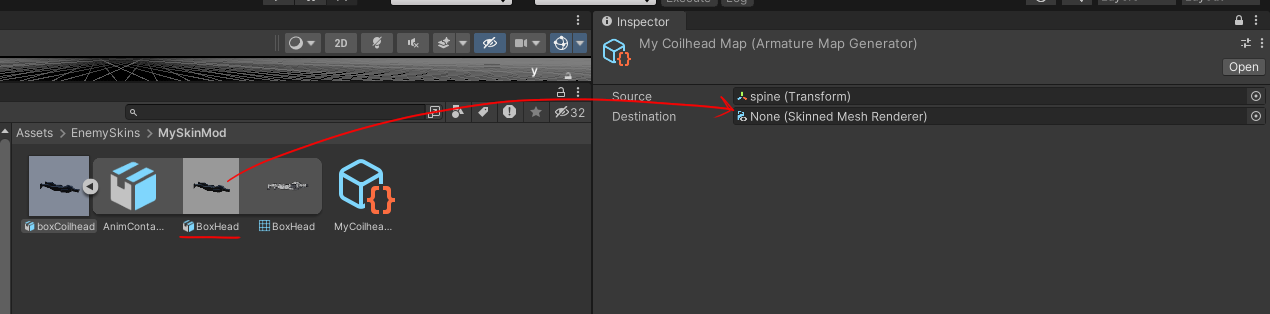 Execute Log
Inspector
2D
My Coilhead Map (Armature Map Generator)
Open
y
Source
spine (Transform)
Destination
None (Skinned Mesh Renderer)
32
Assets > EnemySkins > MySkinMod
boxCoilhead AnimConta... BoxHead BoxHead MyCoilhea...